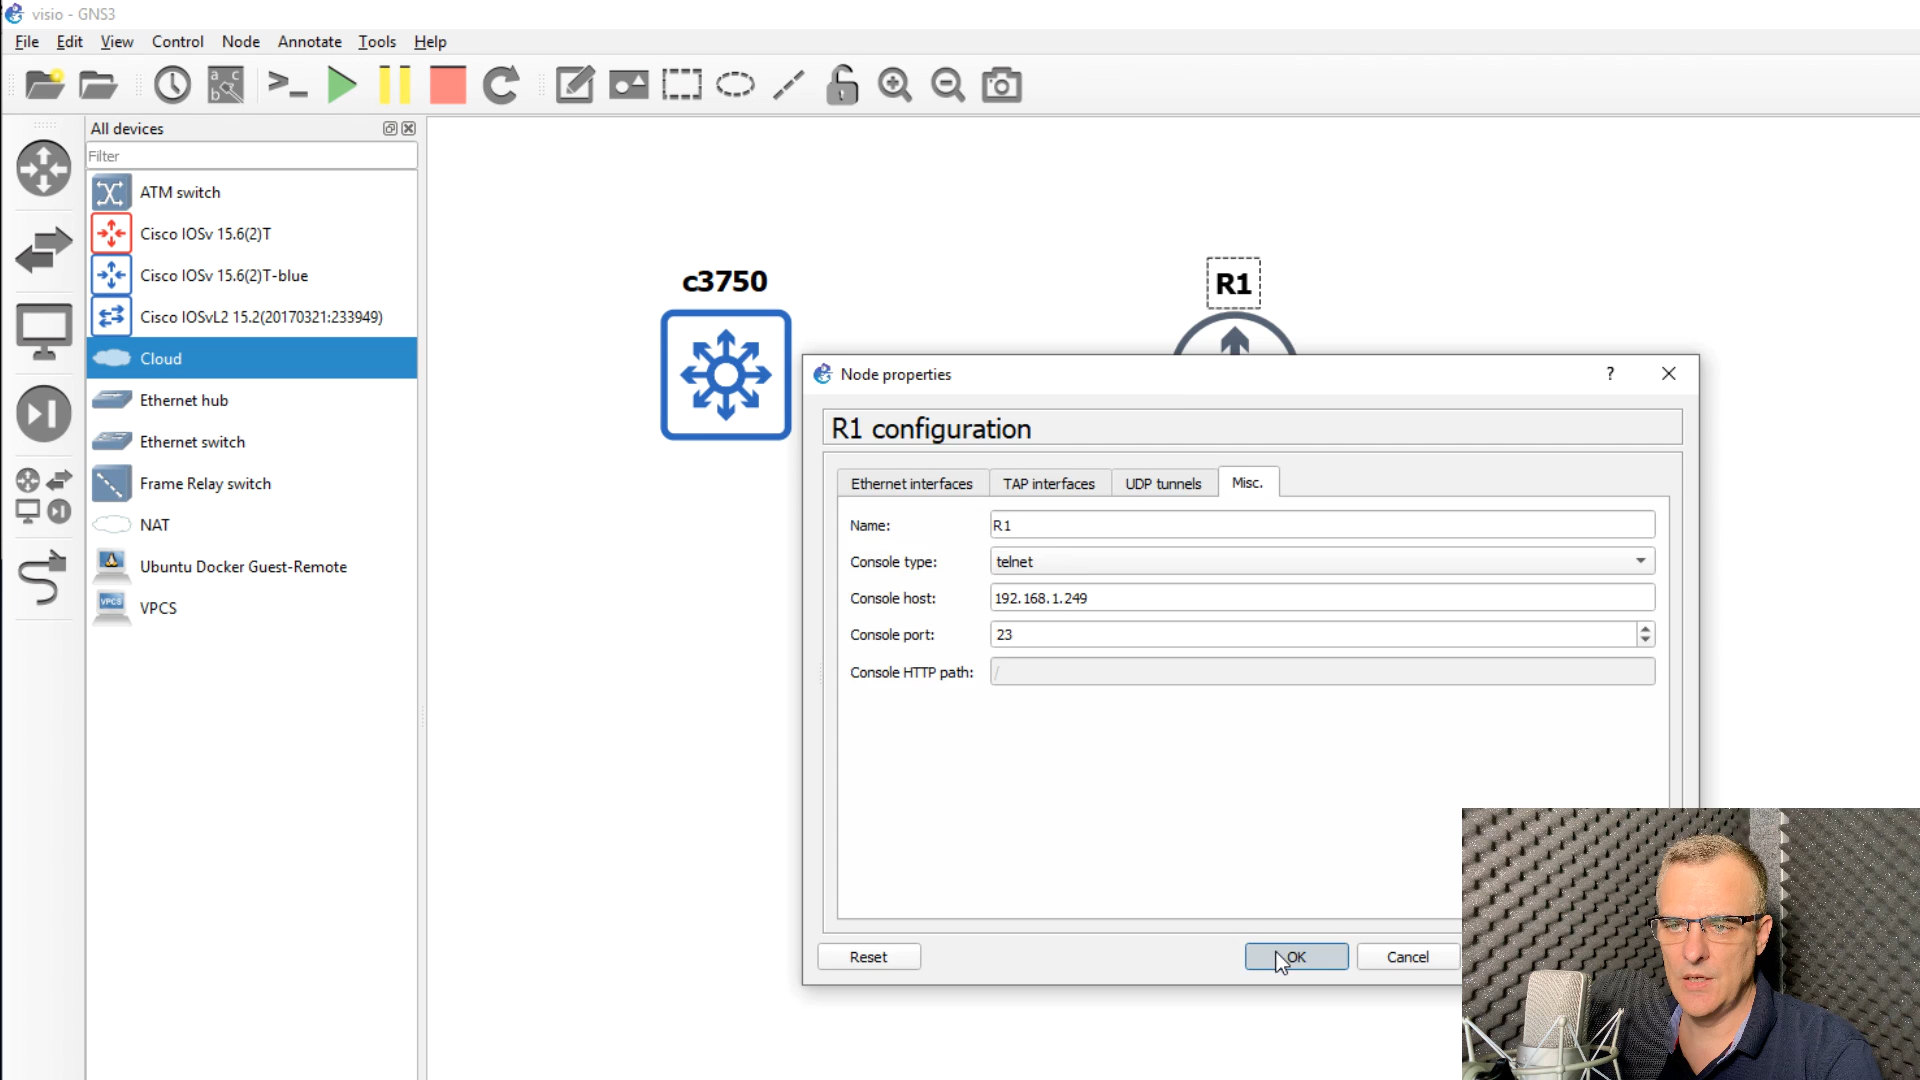 visio - GNS3
File Edit View Control Node Annotate Tools Help
a c
b
All devices
Filter
ATM switch
Cisco IOSv 15.6(2)T
Cisco IOSv 15.6(2)T-blue
Cisco IOSvL2 15.2(20170321:233949)
Cloud
Ethernet hub
Ethernet switch
Frame Relay switch
NAT
Ubuntu Docker Guest-Remote
VPCS
VPCS
c3750
R1
Node properties
?
R1 configuration
Ethernet interfaces TAP interfaces UDP tunnels Misc.
Name: R1
Console type: telnet
Console host: 192.168.1.249
Console port: 23
Console HTTP path: /
Reset OK Cancel